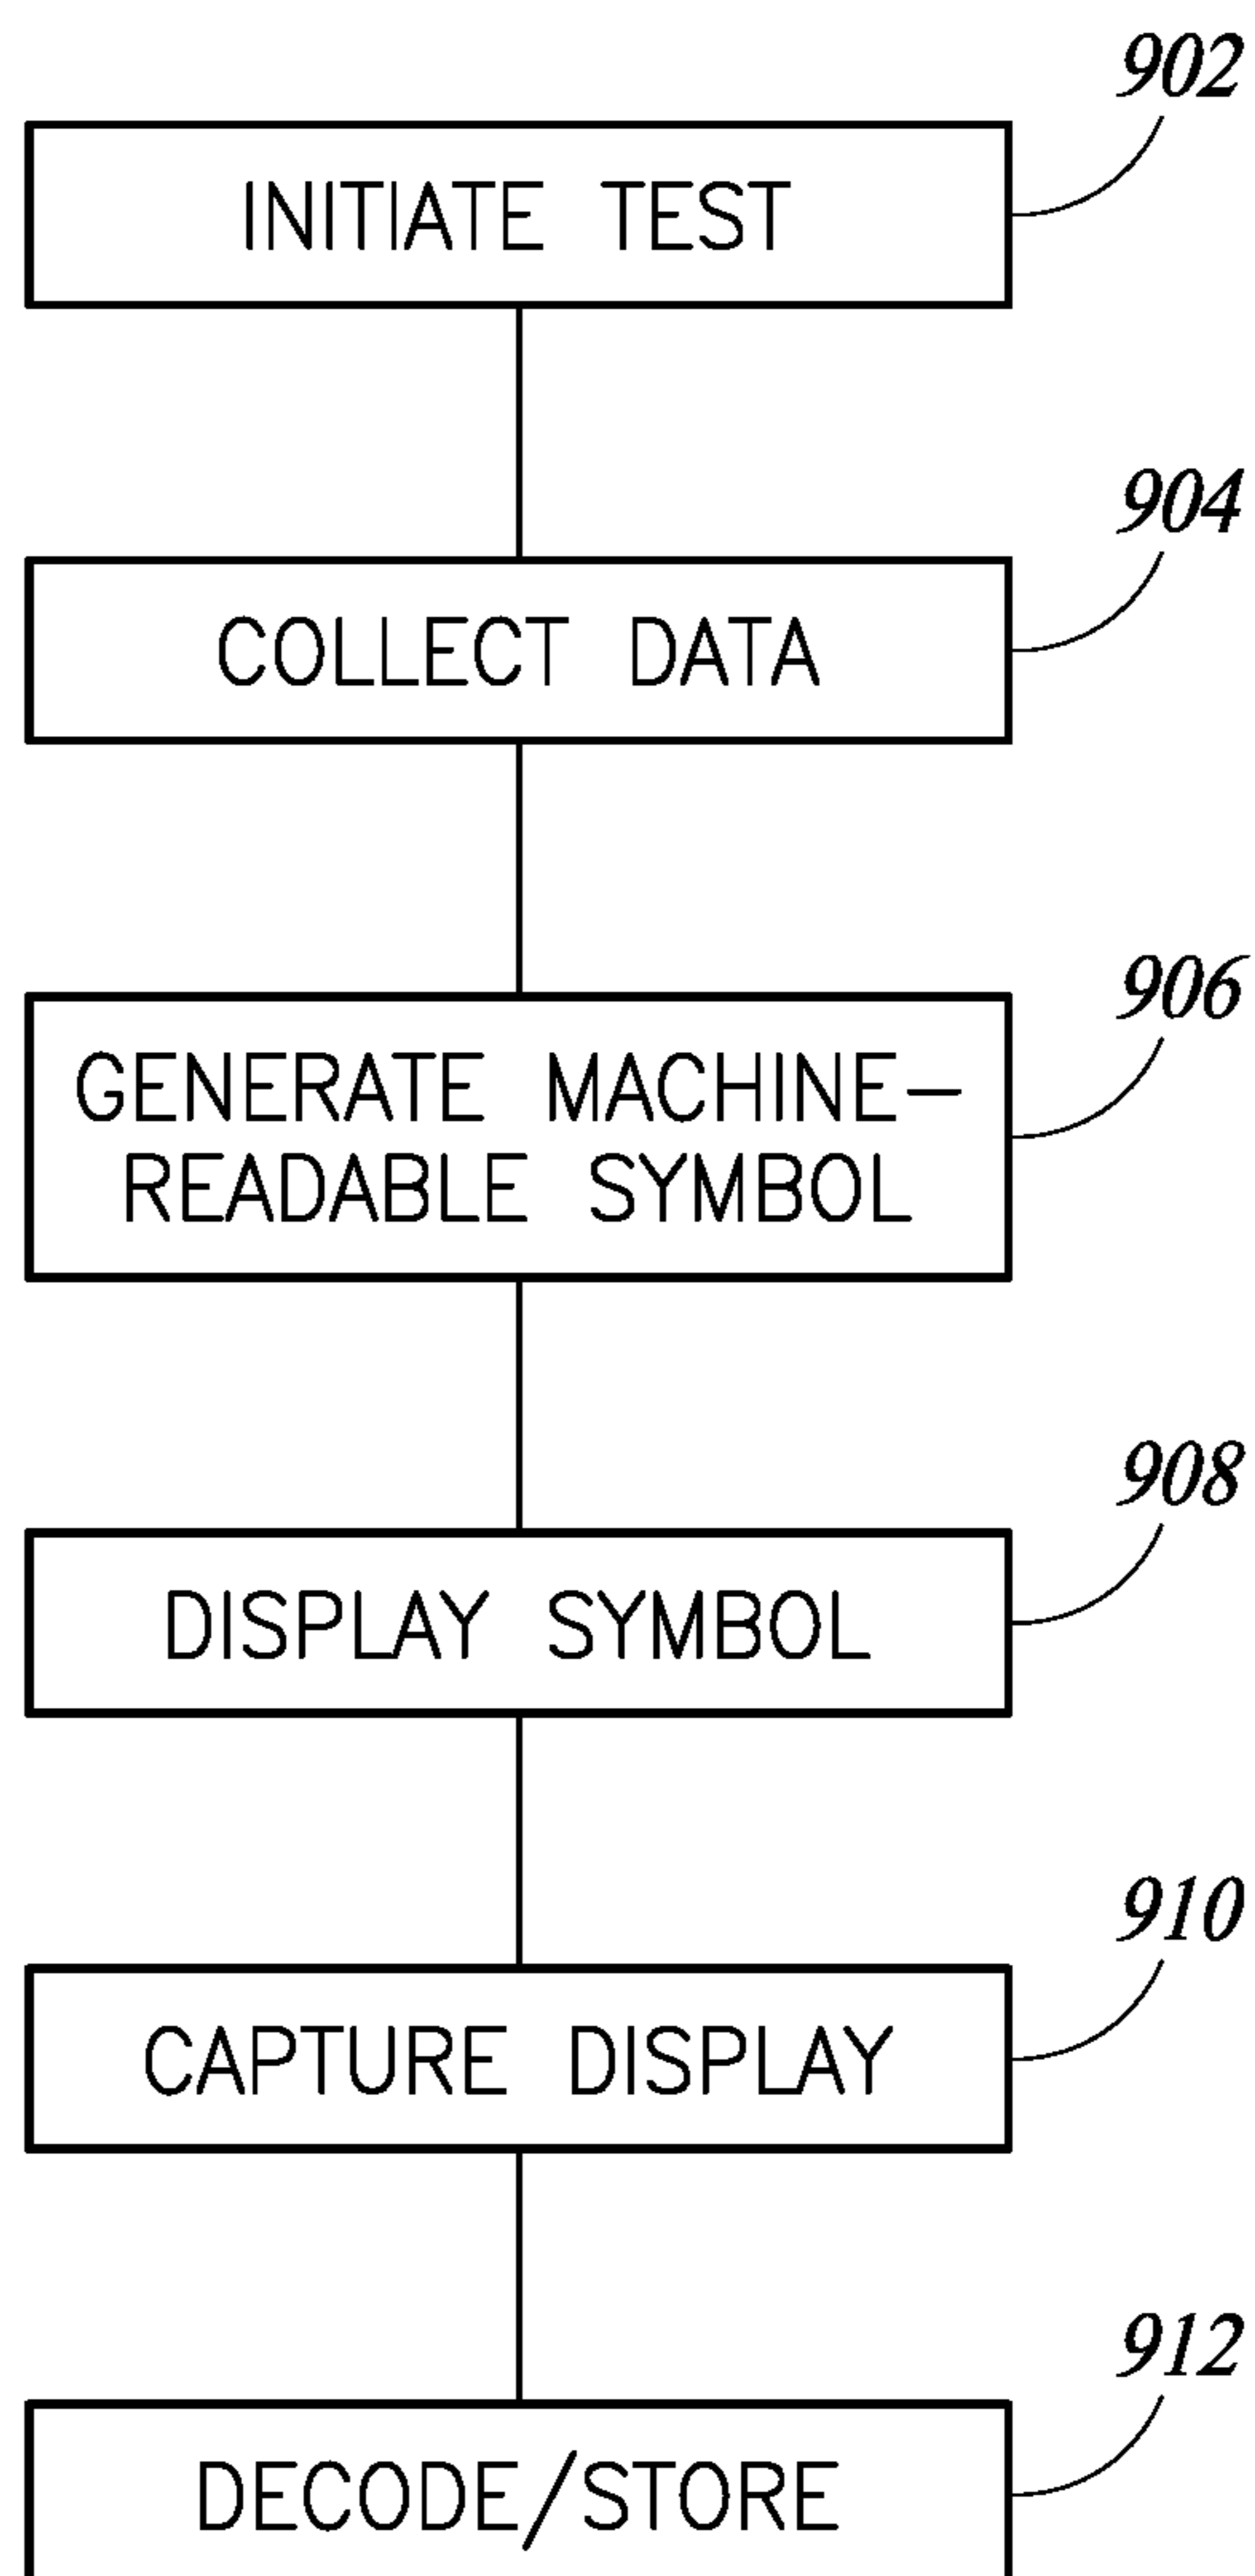 902
INITIATE TEST
904
COLLECT DATA
906
GENERATE MACHINE-
READABLE SYMBOL
908
DISPLAY SYMBOL
910
CAPTURE DISPLAY
912
DECODE/STORE